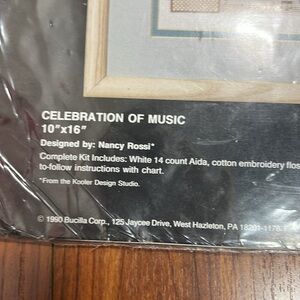 CELEBRATION OF MUSIC
10"x16"
Designed by: Nancy Rossi*
Complete Kit Includes: White 14 count Aida, cotton embroidery flos
to-follow instructions with chart.
*From the Kooler Design Studio.
© 1990 Bucilla Corp., 125 Jaycee Drive, West Hazleton, PA 18201-1178.